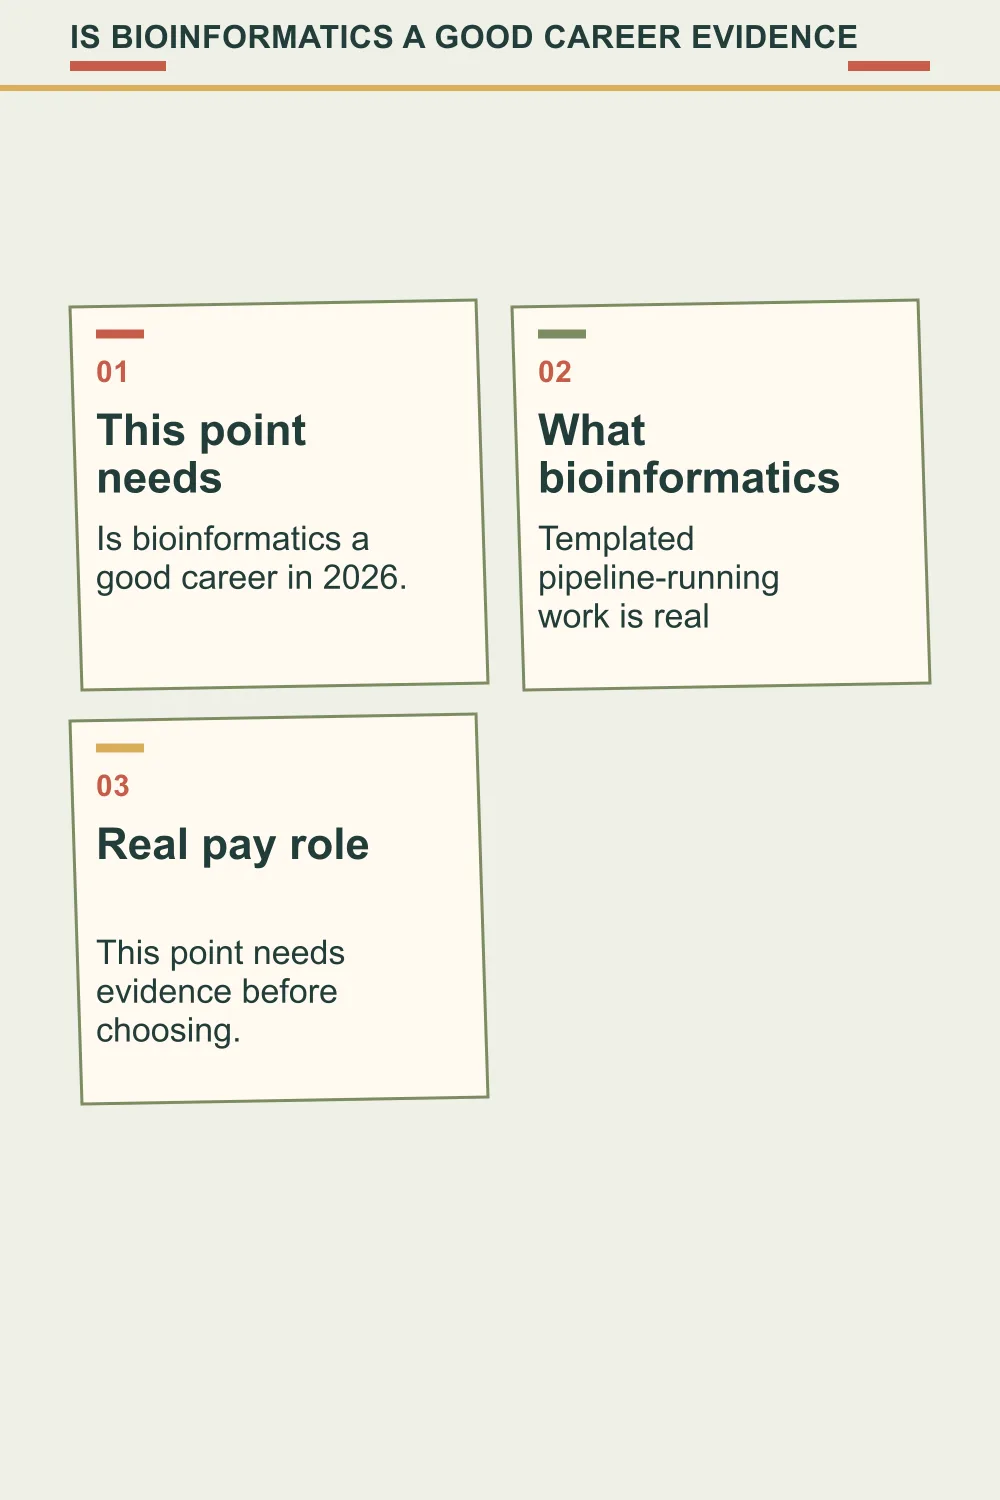 IS BIOINFORMATICS A GOOD CAREER EVIDENCE
01
This point
needs
Is bioinformatics a
good career in 2026.
02
What
bioinformatics
Templated
pipeline-running
work is real
03
Real pay role
This point needs
evidence before
choosing.